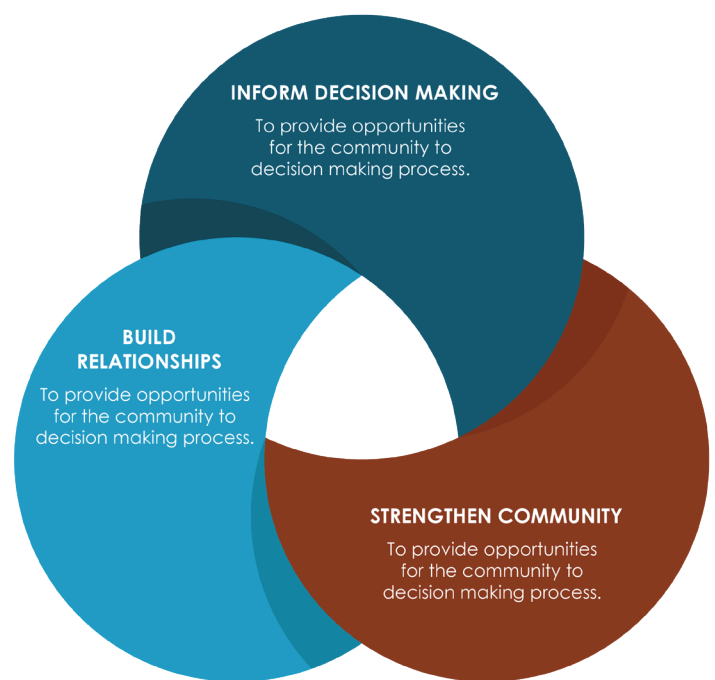 INFORM DECISION MAKING
To provide opportunities
for the community to
decision making process.
BUILD
RELATIONSHIPS
To provide opportunities
for the community to
decision making process.
STRENGTHEN COMMUNITY
To provide opportunities
for the community to
decision making process.